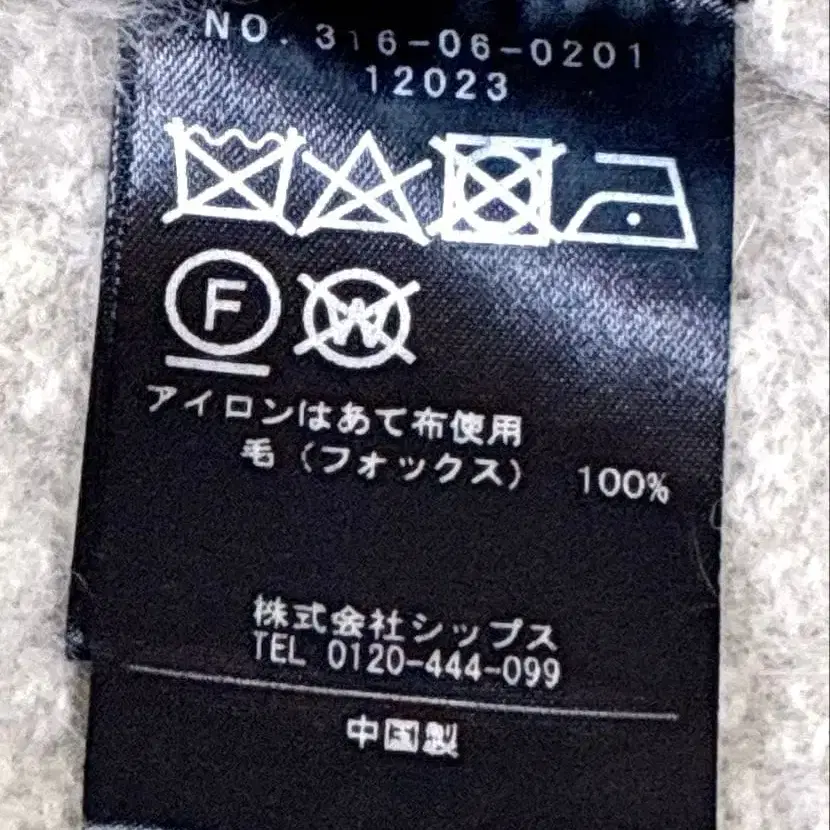 NO. 316-06-0201
12023
F
W
アイロンはあて布使用
毛（フォックス） 100%
株式会社シップス
TEL 0120-444-099
中国製